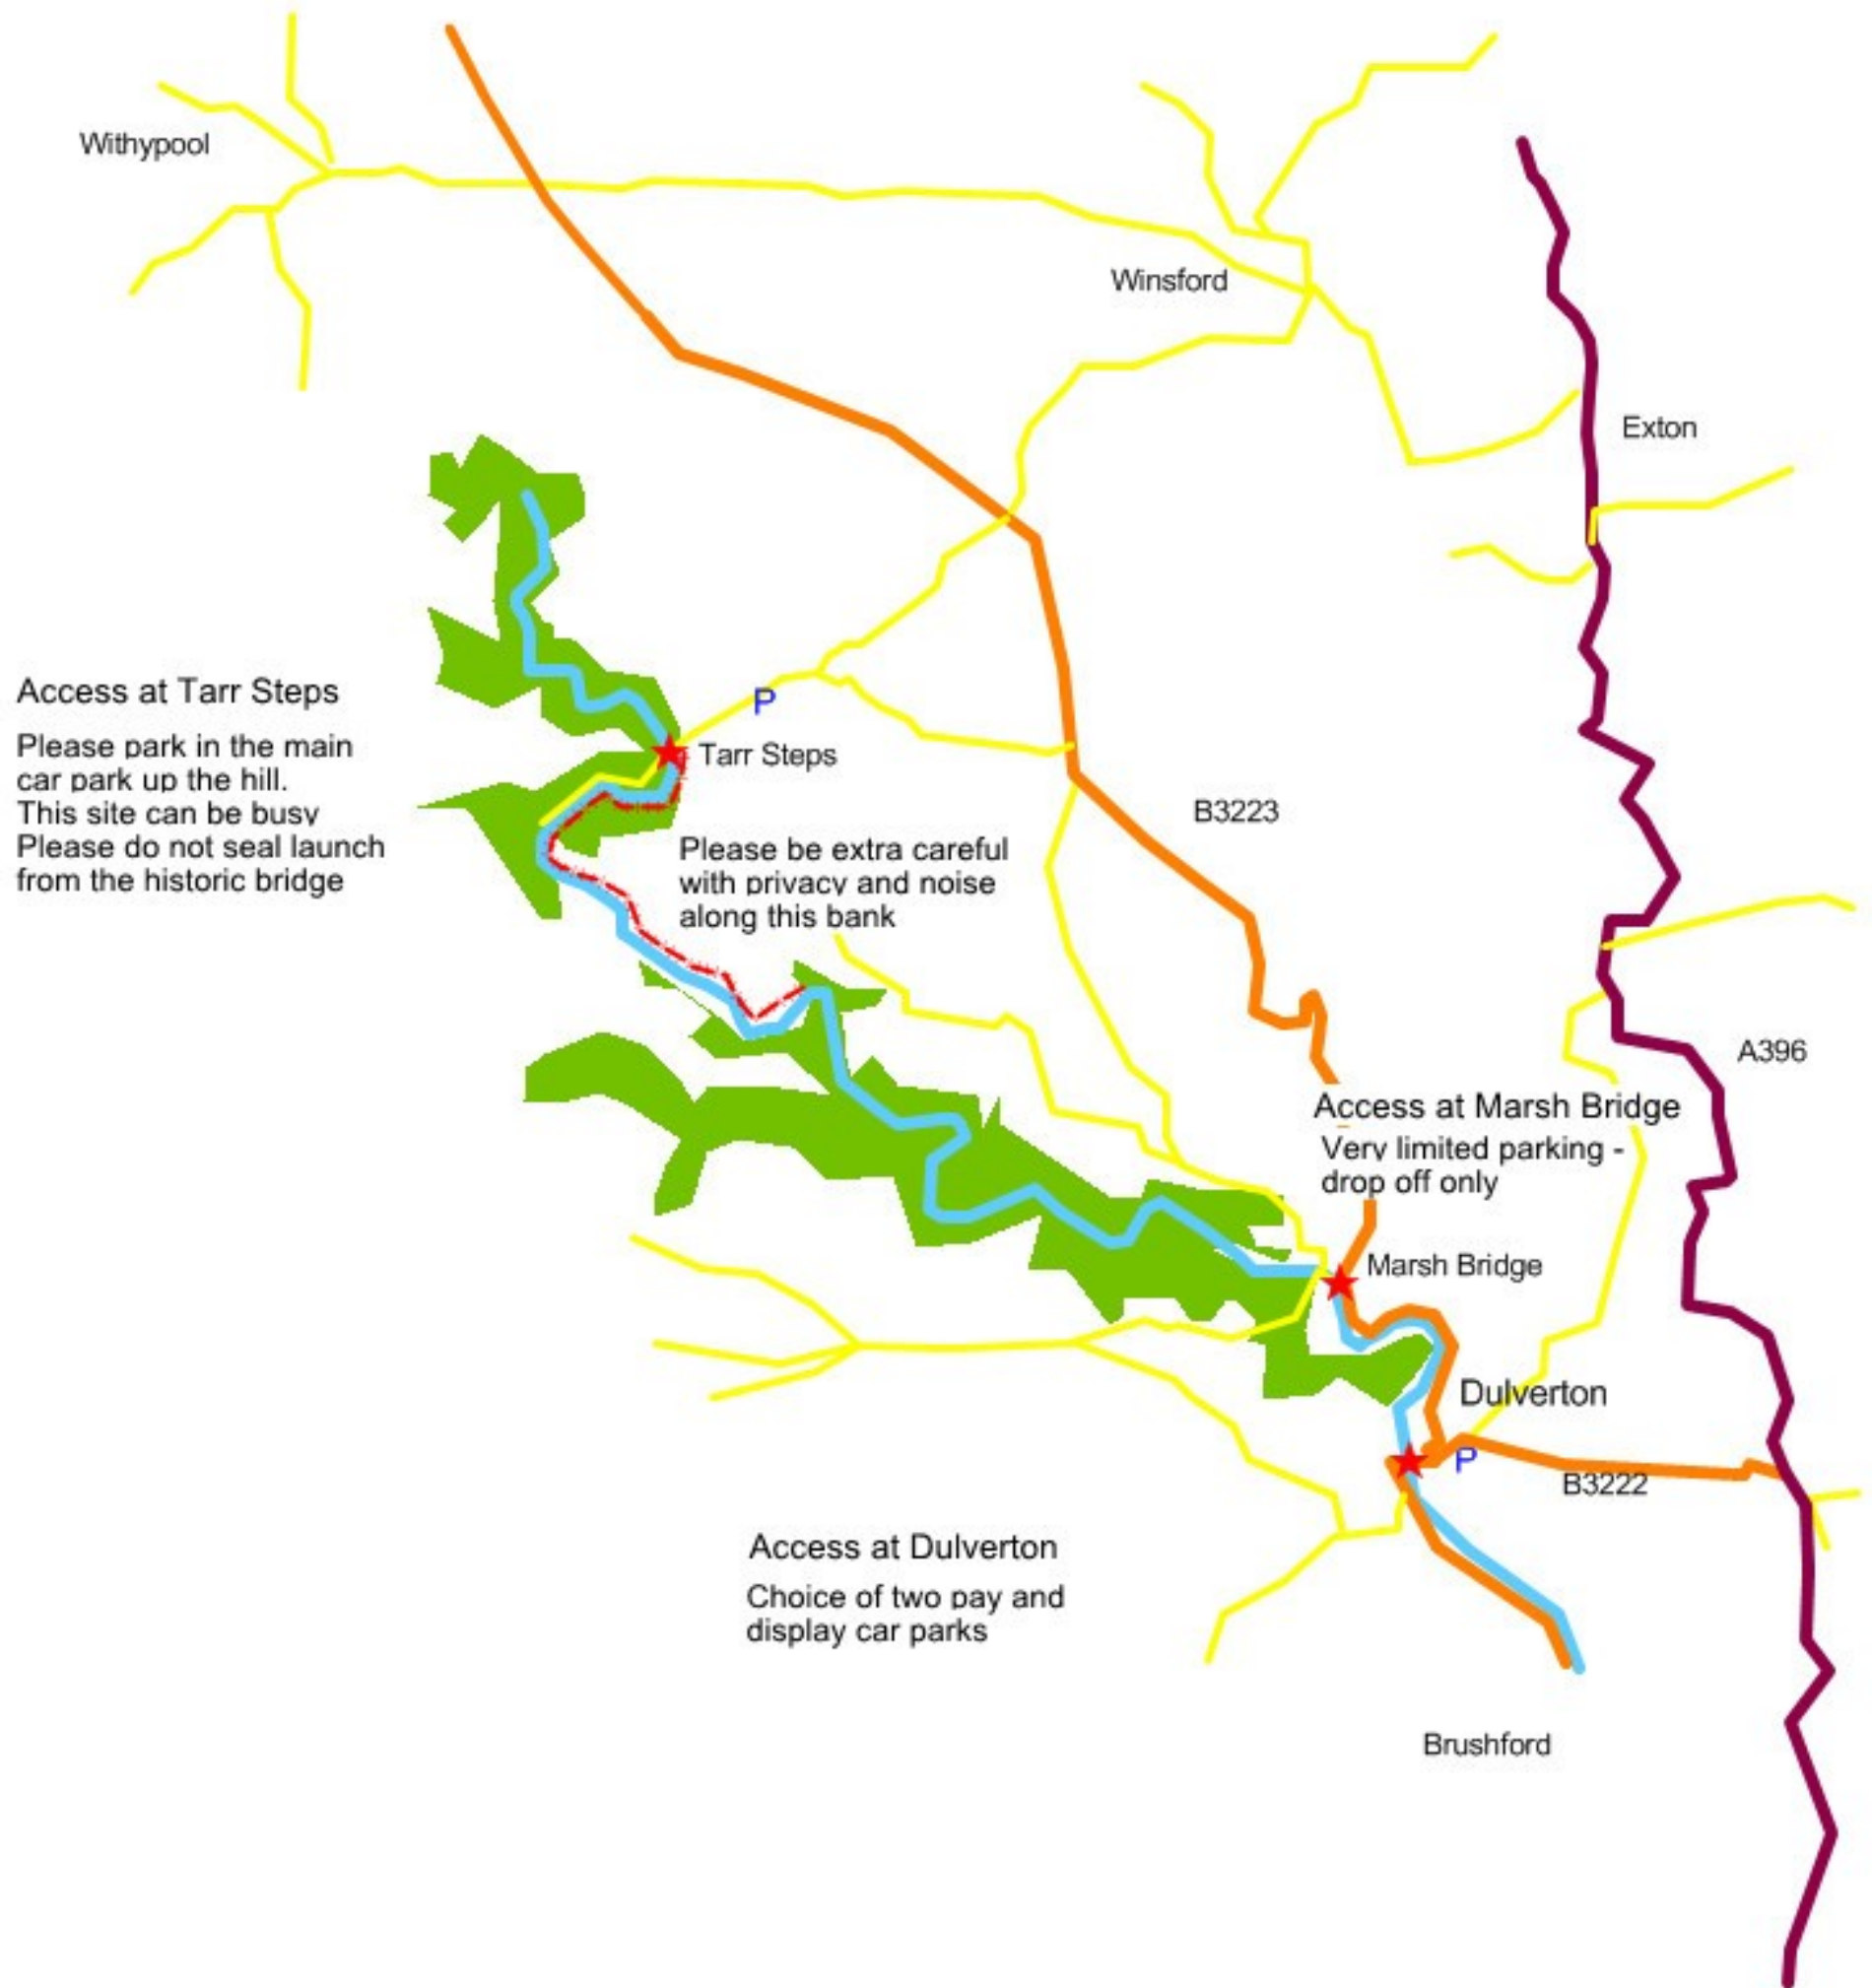 Withypool
Winsford
Exton
Access at Tarr Steps
Please park in the main
car park up the hill.
This site can be busy
Please do not seal launch
from the historic bridge
P
Tarr Steps
B3223
Please be extra careful
with privacy and noise
along this bank
A396
Access at Marsh Bridge
Very limited parking -
drop off only
Marsh Bridge
Dulverton
P
B3222
Access at Dulverton
Choice of two pay and
display car parks
Brushford